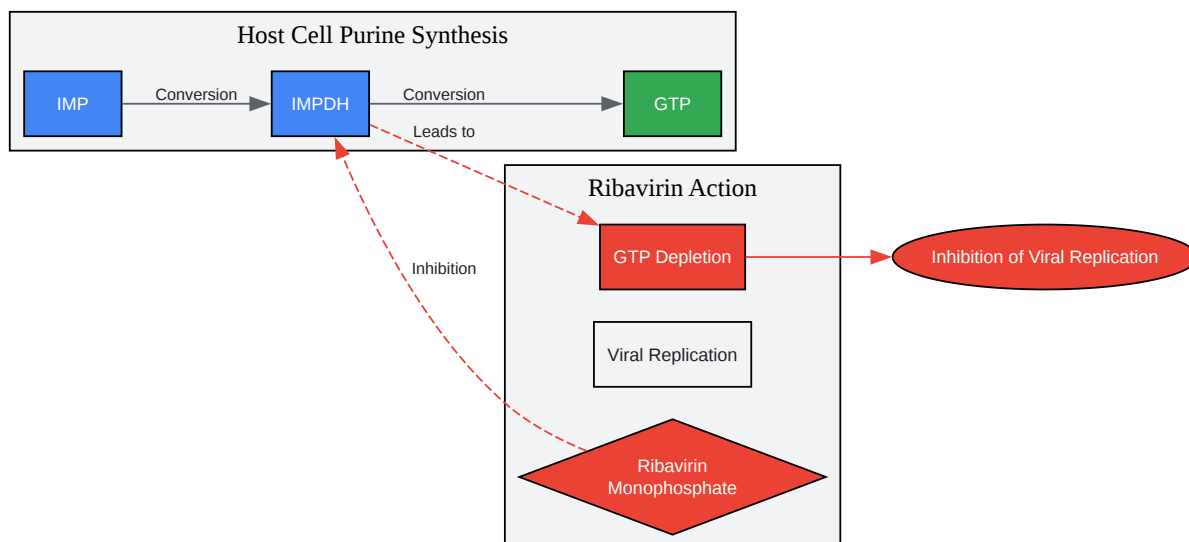 Host Cell Purine Synthesis
IMP
Conversion
IMPDH
Conversion
GTP
Leads to
Ribavirin Action
GTP Depletion
Inhibition of Viral Replication
Inhibition
Viral Replication
Ribavirin
Monophosphate